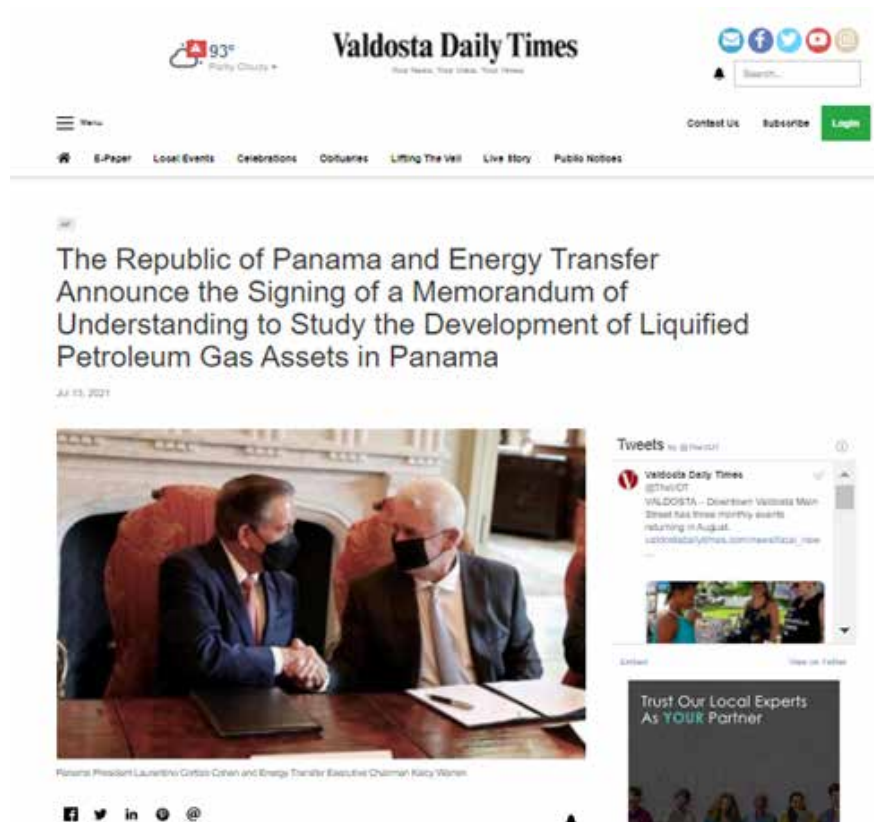 93°
Partly Cloudy
Valdosta Daily Times
Your News. Your Views. Your Times
Search...
Menu
Contact Us Subscribe Login
E-Paper Local Events Celebrations Obituaries Lifting The Veil Live Story Public Notices
AP
The Republic of Panama and Energy Transfer
Announce the Signing of a Memorandum of
Understanding to Study the Development of Liquified
Petroleum Gas Assets in Panama
Jul 13, 2021
Tweets by @TheVDT
Valdosta Daily Times
@TheVDT
VALDOSTA – Downtown Valdosta Main
Street has three monthly events
returning in August.
valdostadailytimes.com/news/local_new
...
Embed View on Twitter
Trust Our Local Experts
As YOUR Partner
Panama President Laurentino Cortizo Cohen and Energy Transfer Executive Chairman Kelcy Warren